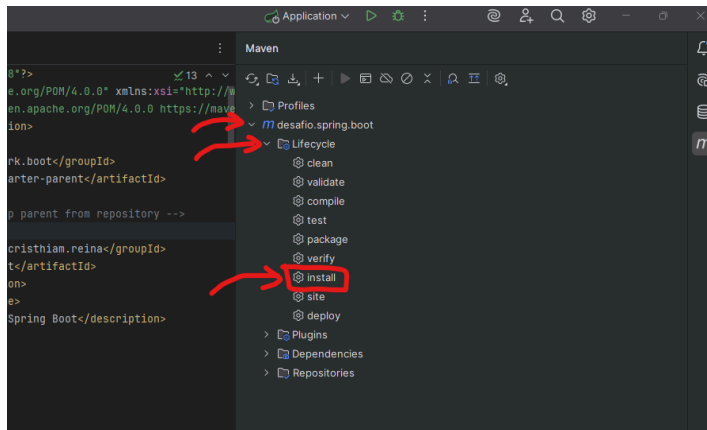 Application
Maven
8"?>
13
e.org/POM/4.0.0" xmlns:xsi="http://w
en.apache.org/POM/4.0.0 https://mave
ion>
rk.boot</groupId>
arter-parent</artifactId>
p parent from repository -->
cristhiam.reina</groupId>
t</artifactId>
on>
e>
Spring Boot</description>
Profiles
m desafio.spring.boot
Lifecycle
clean
validate
compile
test
package
verify
install
site
deploy
Plugins
Dependencies
Repositories
m